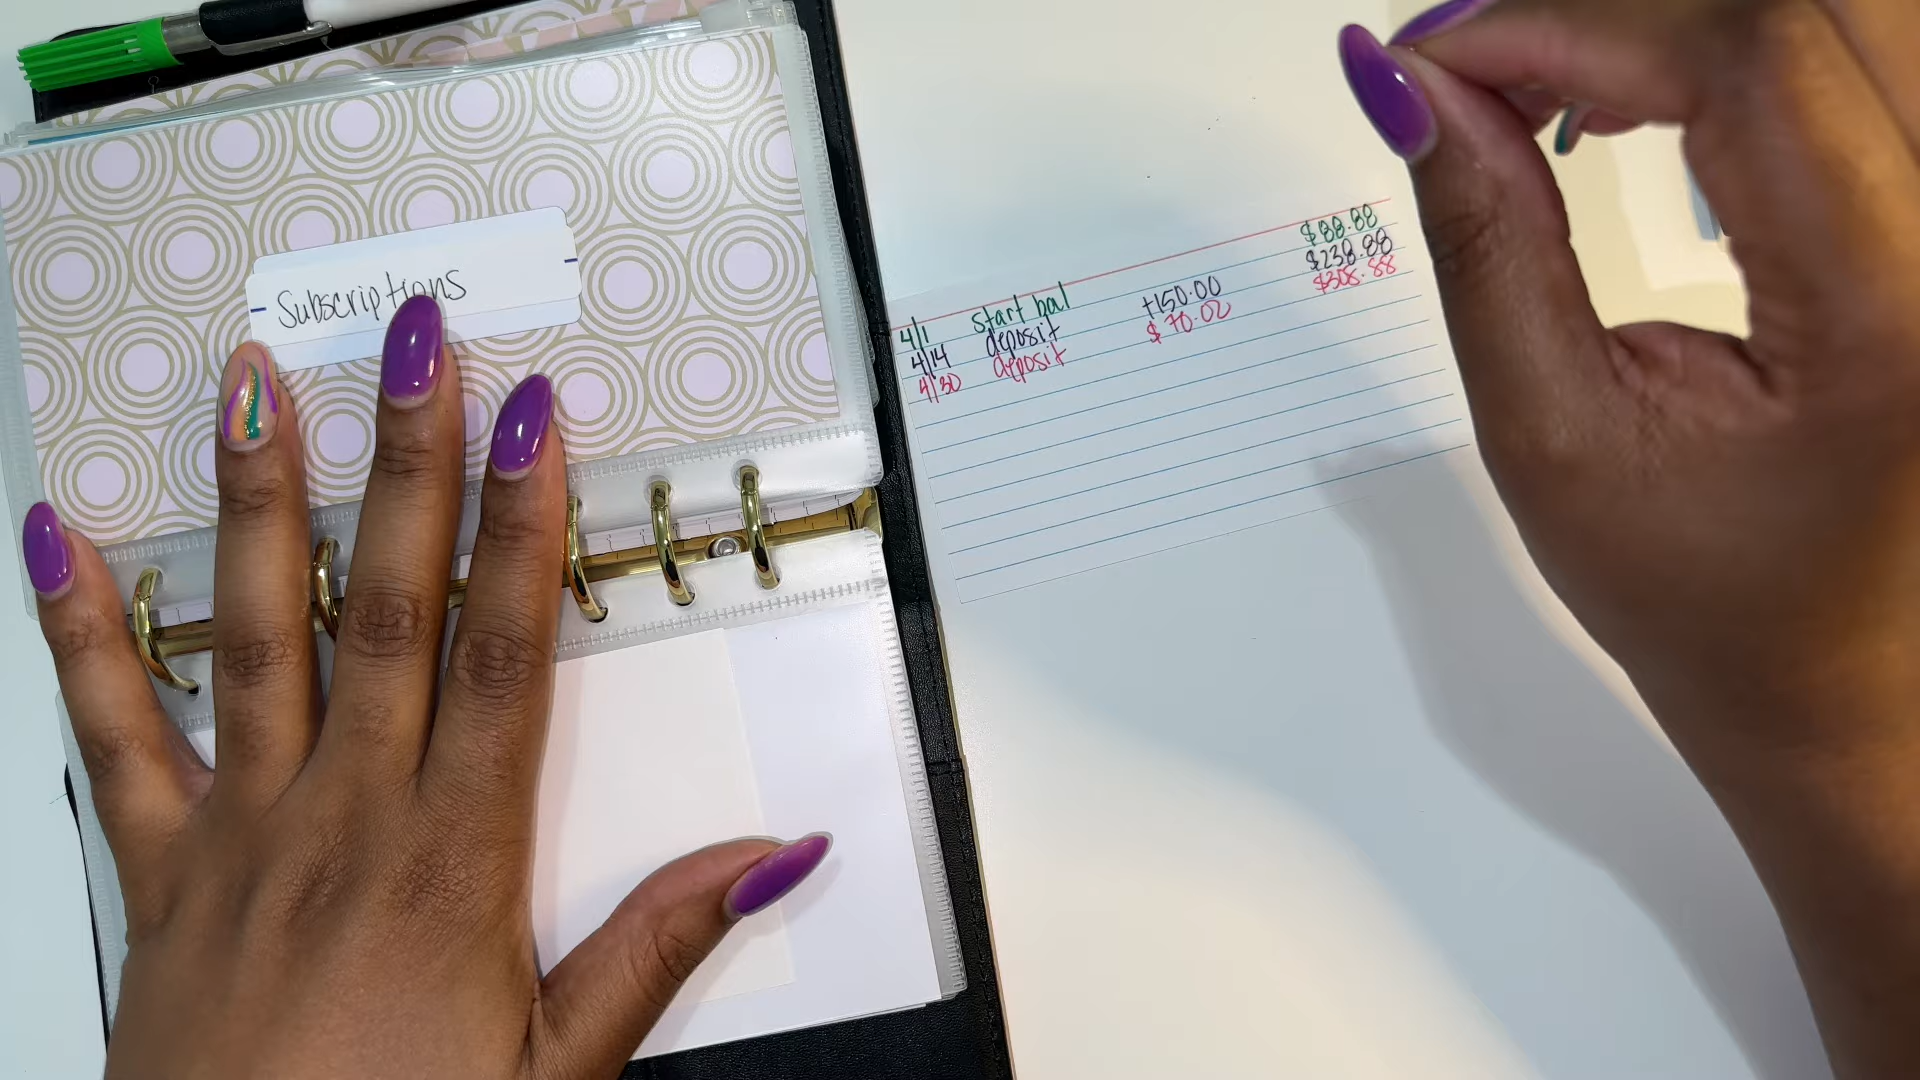 Subscriptions
4/1 start bal $88.88
4/14 deposit +150.00 $238.88
4/30 deposit $70.02 $308.88